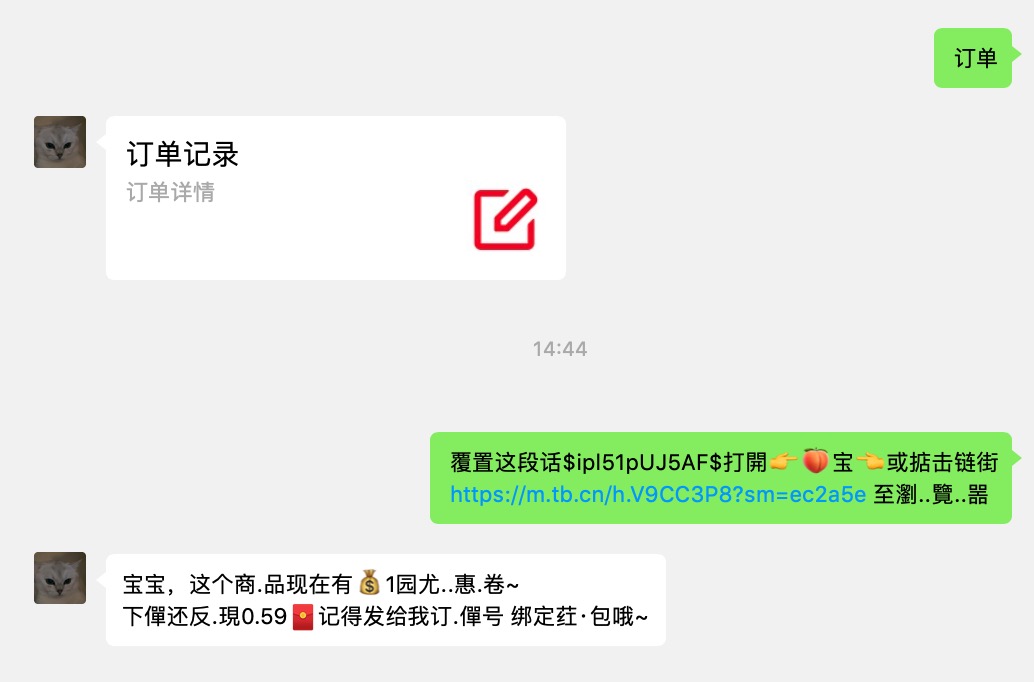 订单
订单记录
订单详情
14:44
覆置这段话$ipl51pUJ5AF$打開👉🍑宝👈或掂击链街
https://m.tb.cn/h.V9CC3P8?sm=ec2a5e 至瀏..覽..噐
宝宝，这个商.品现在有💰1园尤..惠.卷~
下僤还反.現0.59🧧记得发给我订.僤号 绑定荭·包哦~